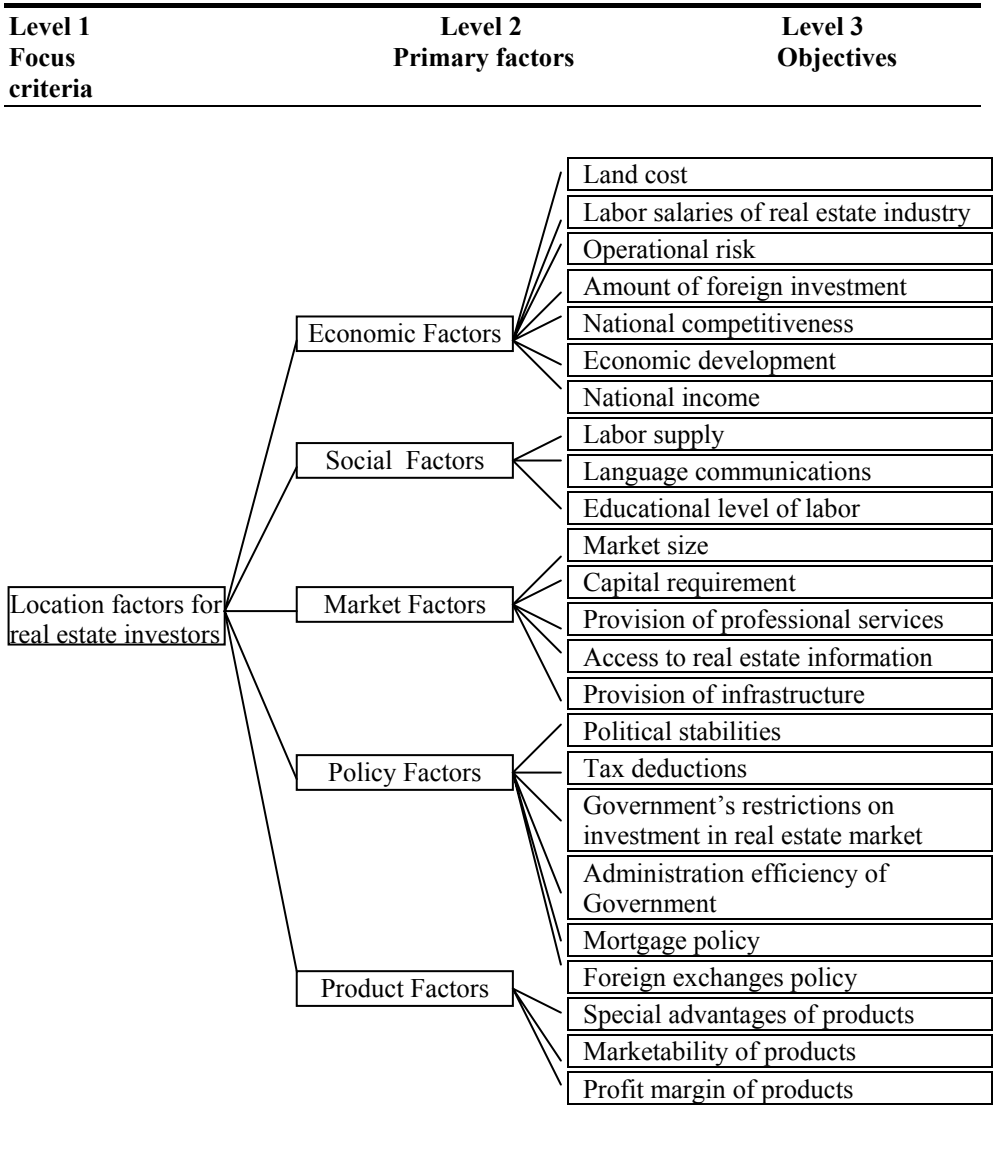 Level 1 Level 2 Level 3
Focus Primary factors Objectives
criteria
Land cost
Labor salaries of real estate industry
Operational risk
Amount of foreign investment
Economic Factors
National competitiveness
Economic development
National income
Labor supply
Social Factors
Language communications
Educational level of labor
Market size
Capital requirement
Location factors for
real estate investors
Market Factors
Provision of professional services
Access to real estate information
Provision of infrastructure
Political stabilities
Policy Factors
Tax deductions
Government’s restrictions on
investment in real estate market
Administration efficiency of
Government
Mortgage policy
Foreign exchanges policy
Product Factors
Special advantages of products
Marketability of products
Profit margin of products